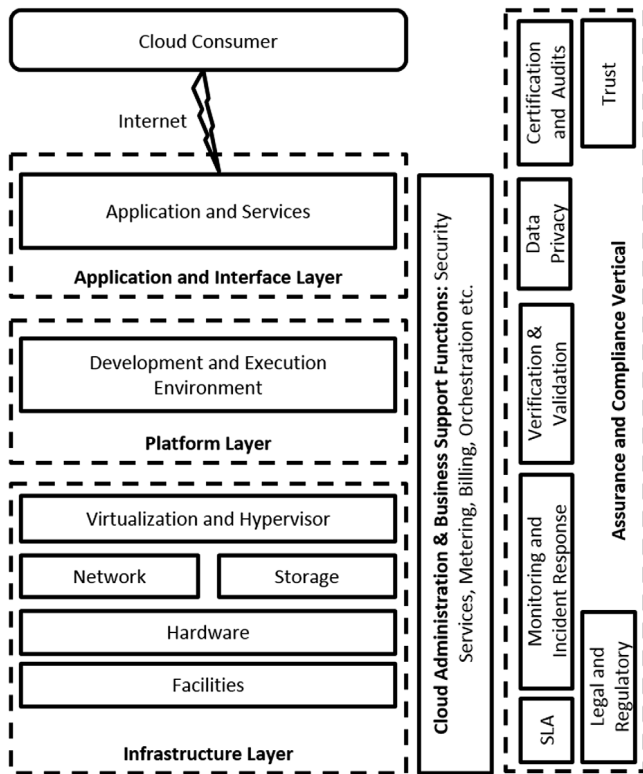 Cloud Consumer
Internet
Application and Services
Application and Interface Layer
Development and Execution
Environment
Platform Layer
Virtualization and Hypervisor
Network
Storage
Hardware
Facilities
Infrastructure Layer
Cloud Administration & Business Support Functions: Security
Services, Metering, Billing, Orchestration etc.
Certification
and Audits
Trust
Data
Privacy
Verification &
Validation
Monitoring and
Incident Response
SLA
Legal and
Regulatory
Assurance and Compliance Vertical